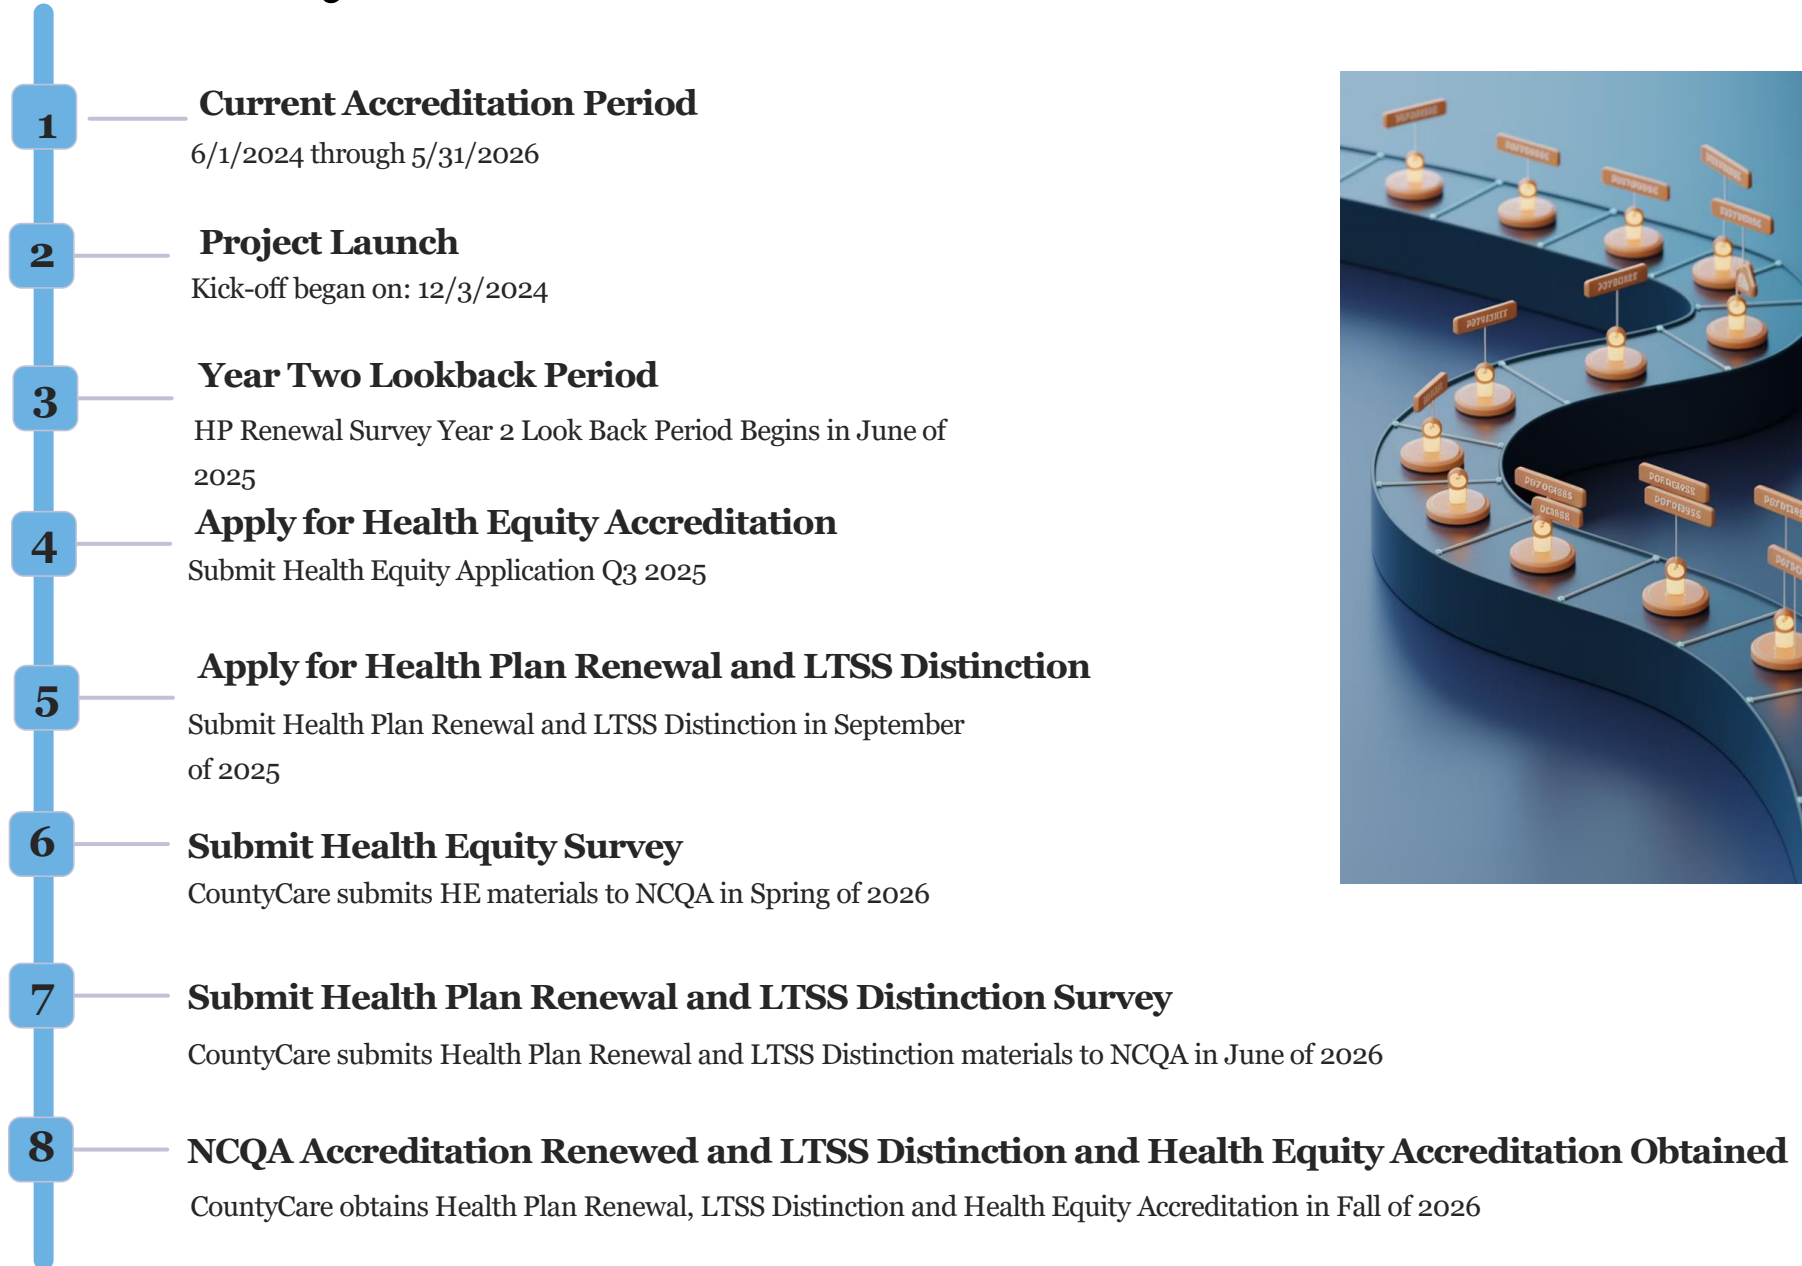 1
Current Accreditation Period
6/1/2024 through 5/31/2026
2
Project Launch
Kick-off began on: 12/3/2024
3
Year Two Lookback Period
HP Renewal Survey Year 2 Look Back Period Begins in June of
2025
4
Apply for Health Equity Accreditation
Submit Health Equity Application Q3 2025
5
Apply for Health Plan Renewal and LTSS Distinction
Submit Health Plan Renewal and LTSS Distinction in September
of 2025
6
Submit Health Equity Survey
CountyCare submits HE materials to NCQA in Spring of 2026
7
Submit Health Plan Renewal and LTSS Distinction Survey
CountyCare submits Health Plan Renewal and LTSS Distinction materials to NCQA in June of 2026
8
NCQA Accreditation Renewed and LTSS Distinction and Health Equity Accreditation Obtained
CountyCare obtains Health Plan Renewal, LTSS Distinction and Health Equity Accreditation in Fall of 2026